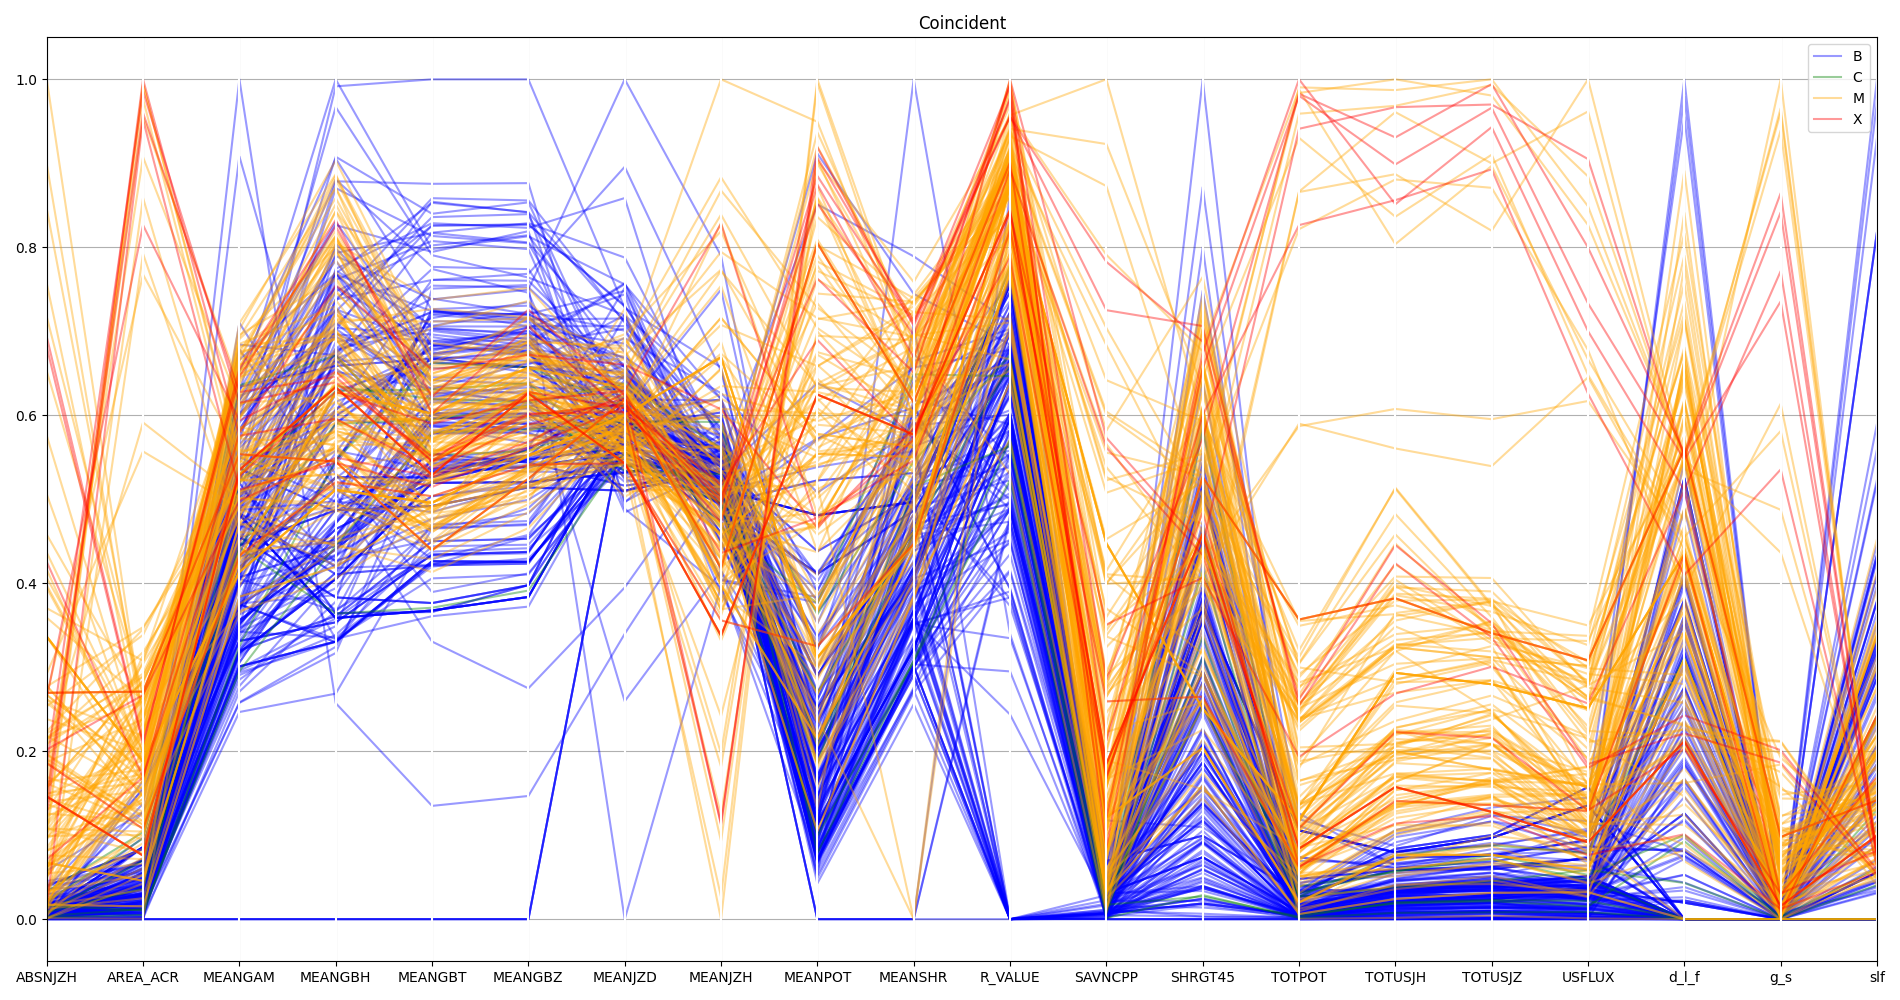 Coincident
B
C
M
X
1.0
0.8
0.6
0.4
0.2
0.0
ABSNJZH AREA_ACR MEANGAM MEANGBH MEANGBT MEANGBZ MEANJZD MEANJZH MEANPOT MEANSHR R_VALUE SAVNCPP SHRGT45 TOTPOT TOTUSJH TOTUSJZ USFLUX d_l_f g_s slf